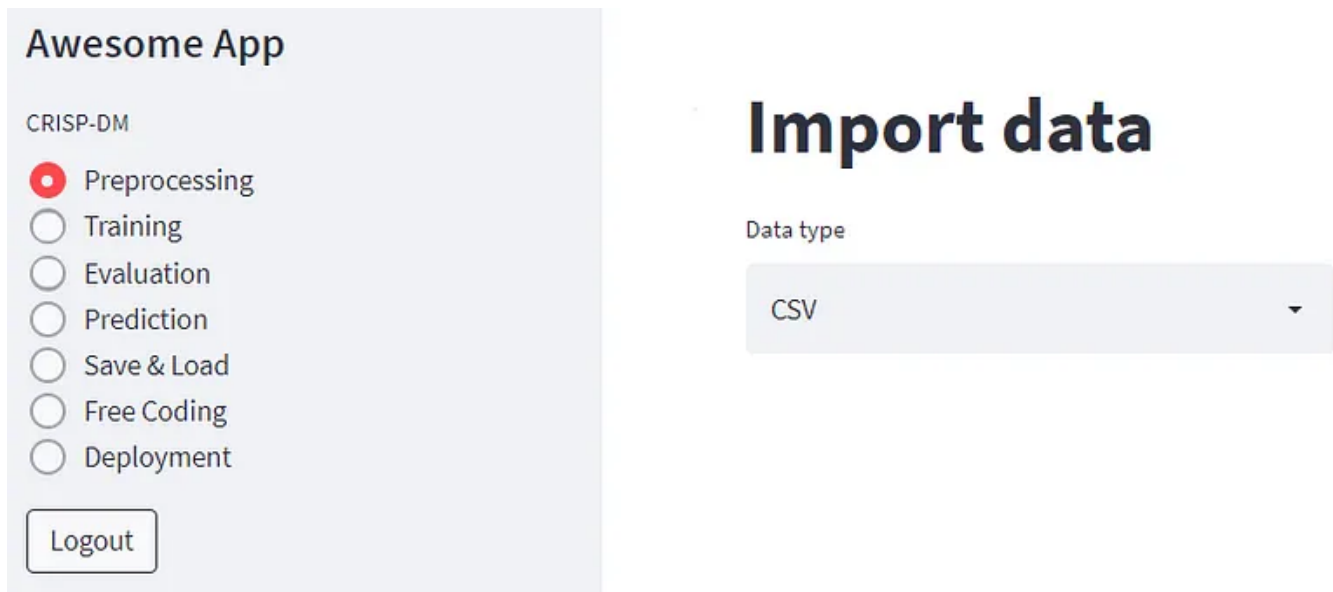 Awesome App
CRISP-DM
Preprocessing
Training
Evaluation
Prediction
Save & Load
Free Coding
Deployment
Logout
Import data
Data type
CSV